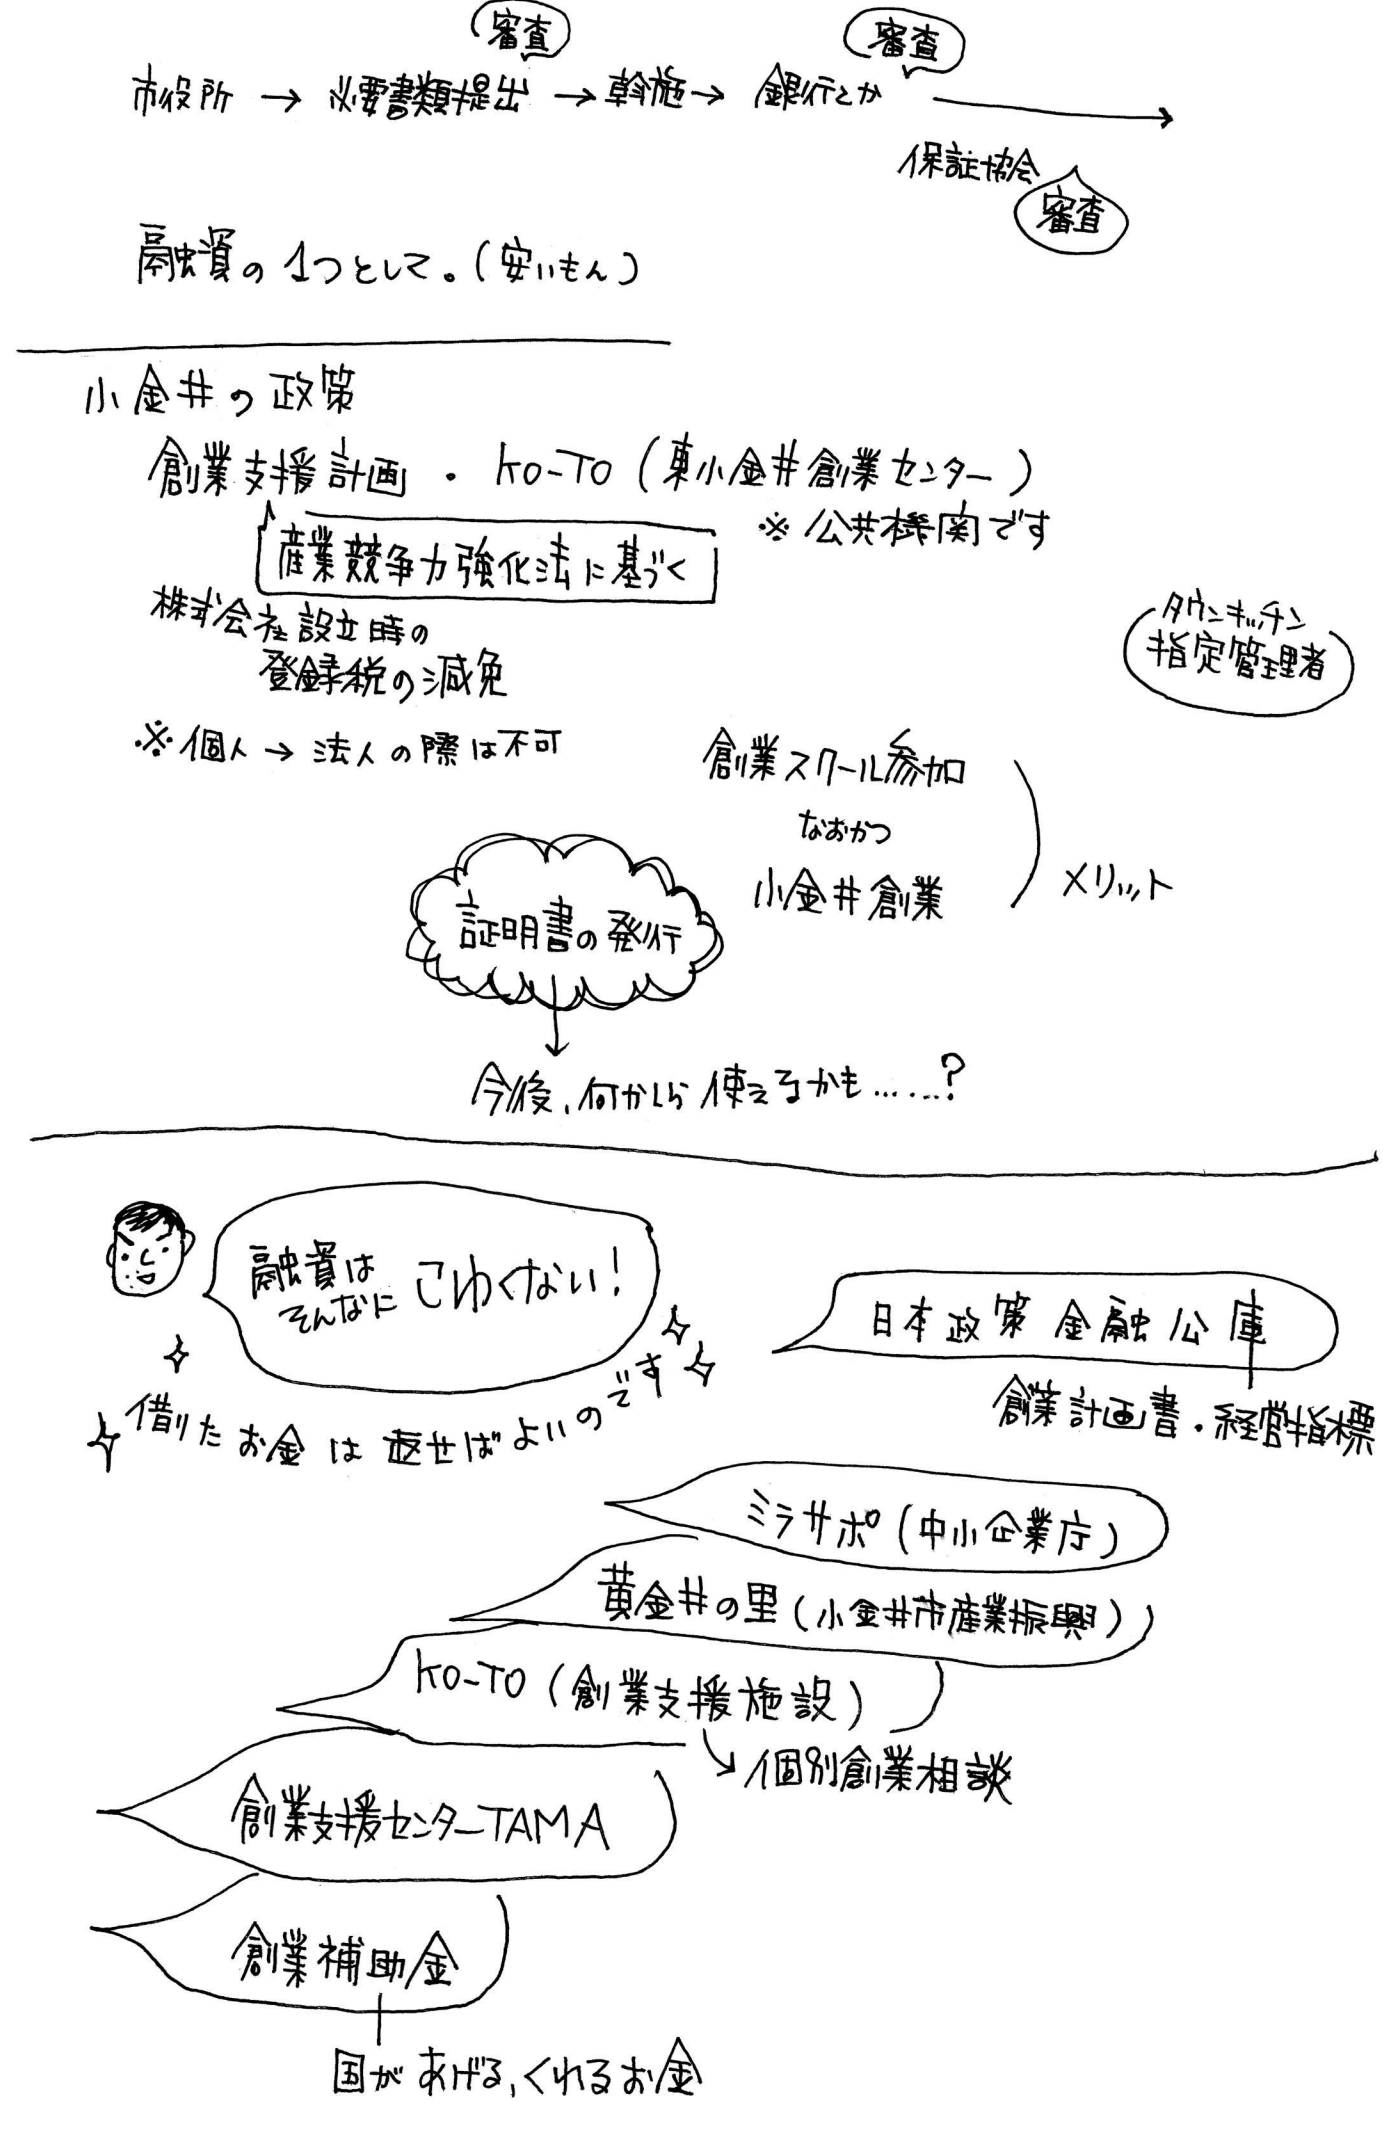 審査
審査
市役所 → 必要書類提出 → 斡施 → 銀行とか →
保証協会
審査
融資の1つとして。(安いもん)
小金井の政策
創業支援計画 ・ KO-TO (東小金井創業センター)
※ 公共機関です
産業競争力強化法に基づく
株式会社設立時の
登録税の減免
タウンキッチン
指定管理者
※ 個人 → 法人の際は不可
創業スクール参加
なおかつ
小金井創業
メリット
証明書の発行
今後、何かしら使えるかも……?
融資は
そんなに こわくない!
借りたお金は返せばよいのです
日本政策金融公庫
創業計画書・経営指標
ミラサポ(中小企業庁)
黄金井の里(小金井市産業振興)
KO-TO (創業支援施設)
個別創業相談
創業支援センターTAMA
創業補助金
国があげる、くれるお金